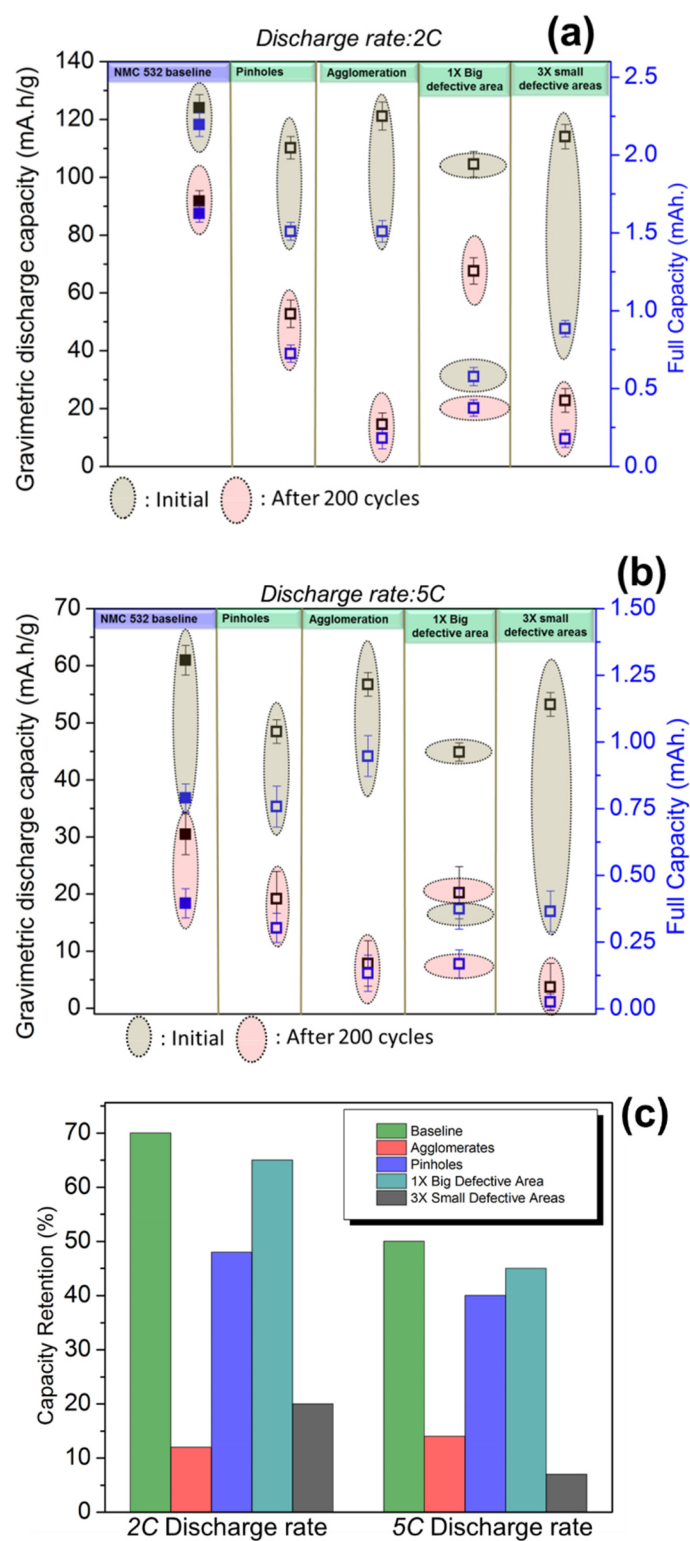 Discharge rate:2C
(a)
NMC 532 baseline
Pinholes
Agglomeration
1X Big defective area
3X small defective areas
Gravimetric discharge capacity (mA.h/g)
140
120
100
80
60
40
20
0
2.5
2.0
1.5
1.0
0.5
0.0
Full Capacity (mAh.)
: Initial
: After 200 cycles
(b)
Discharge rate:5C
NMC 532 baseline
Pinholes
Agglomeration
1X Big defective area
3X small defective areas
Gravimetric discharge capacity (mA.h/g)
70
60
50
40
30
20
10
0
1.50
1.25
1.00
0.75
0.50
0.25
0.00
Full Capacity (mAh.)
: Initial
: After 200 cycles
(c)
Baseline
Agglomerates
Pinholes
1X Big Defective Area
3X Small Defective Areas
Capacity Retention (%)
70
60
50
40
30
20
10
0
2C Discharge rate
5C Discharge rate